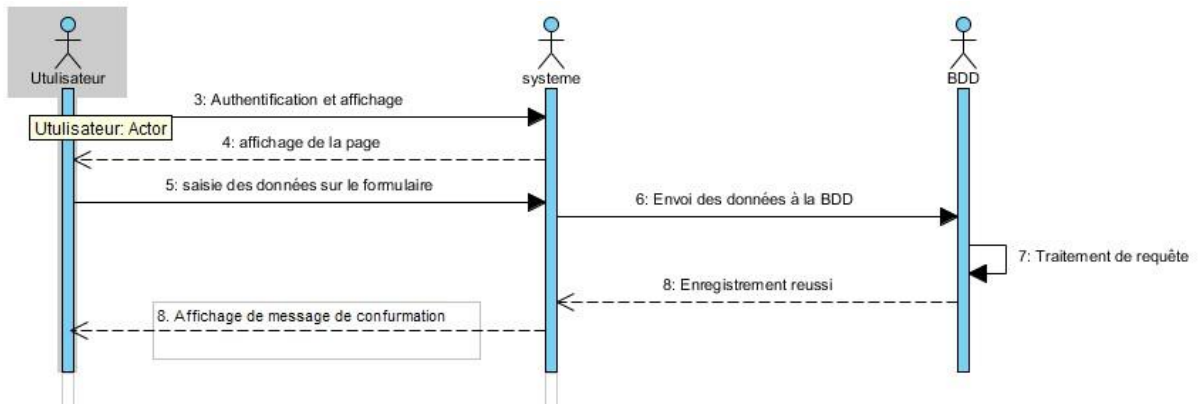 Utulisateur
systeme
BDD
3: Authentification et affichage
Utulisateur: Actor
4: affichage de la page
5: saisie des données sur le formulaire
6: Envoi des données à la BDD
7: Traitement de requête
8: Enregistrement reussi
8. Affichage de message de confurmation